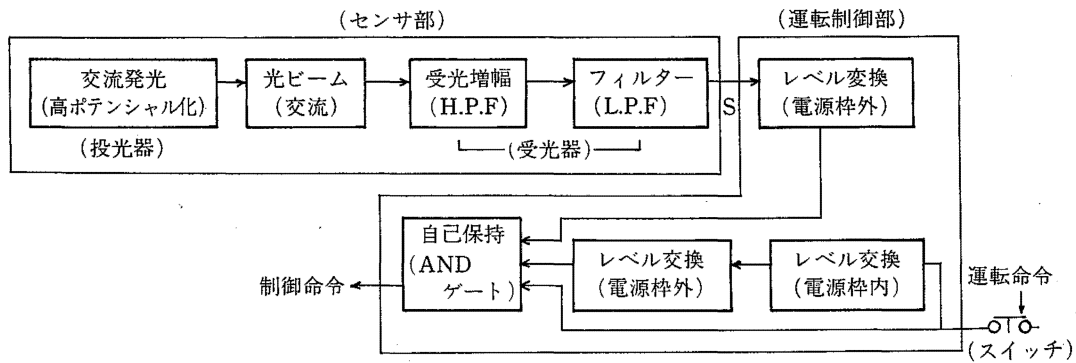 (センサ部)
(運転制御部)
交流発光
(高ポテンシャル化)
光ビーム
(交流)
受光増幅
(H.P.F)
フィルター
(L.P.F)
S
レベル変換
(電源枠外)
(投光器)
(受光器)
自己保持
(AND
ゲート)
レベル変換
(電源枠外)
レベル変換
(電源枠内)
制御命令
運転命令
(スイッチ)